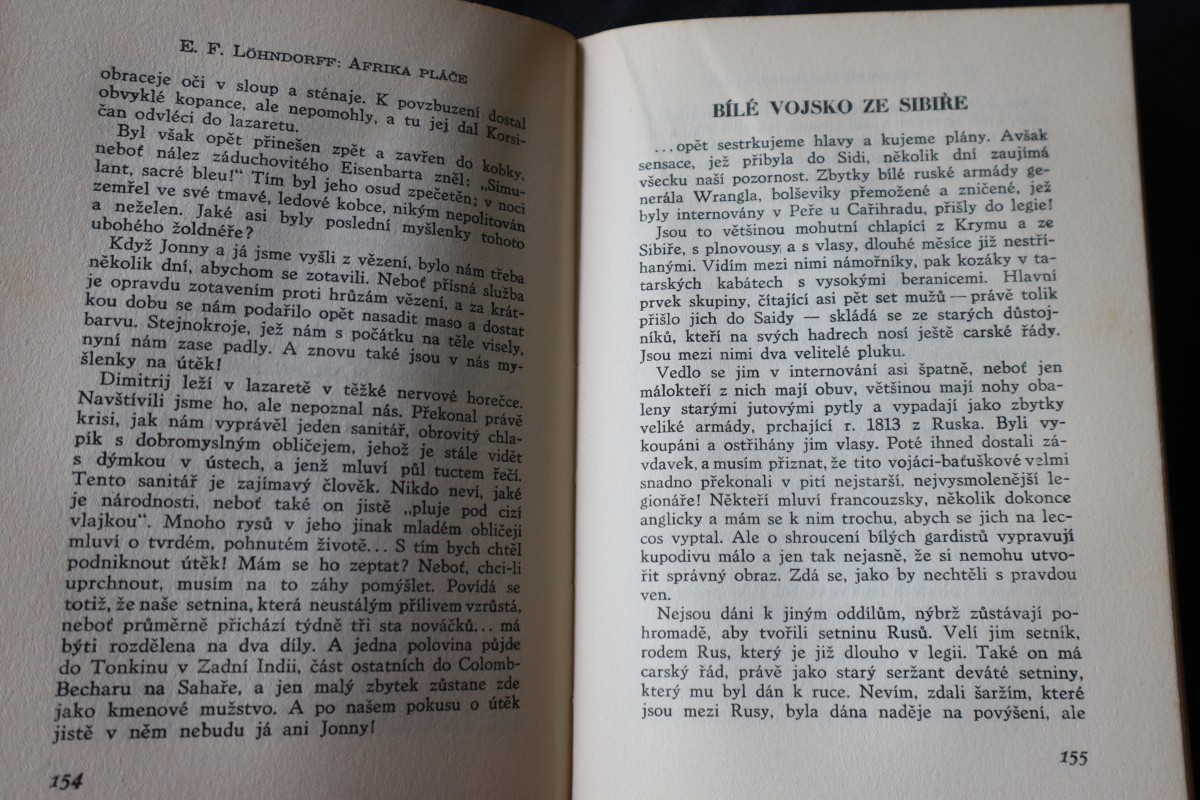 E. F. Löhndorff: Afrika pláče
obraceje oči v sloup a sténaje. K povzbuzení dostal
obvyklé kopance, ale nepomohly, a tu jej dal Korsi-
čan odvléci do lazaretu.
Byl však opět přinešen zpět a zavřen do kobky,
neboť nález záduchovitého Eisenbarta zněl: „Simu-
lant, sacré bleu!“ Tím byl jeho osud zpečetěn; v noci
zemřel ve své tmavé, ledové kobce, nikým nepolitován
a neželen. Jaké asi byly poslední myšlenky tohoto
ubohého žoldnéře?
Když Jonny a já jsme vyšli z vězení, bylo nám třeba
několik dní, abychom se zotavili. Neboť přísná služba
je opravdu zotavením proti hrůzám vězení, a za krát-
kou dobu se nám podařilo opět nasadit maso a dostat
barvu. Stejnokroje, jež nám s počátku na těle visely,
nyní nám zase padly. A znovu také jsou v nás my-
šlenky na útěk!
Dimitrij leží v lazaretě v těžké nervové horečce.
Navštívili jsme ho, ale nepoznal nás. Překonal právě
krisi, jak nám vyprávěl jeden sanitář, obrovitý chla-
pík s dobromyslným obličejem, jehož je stále vidět
s dýmkou v ústech, a jenž mluví půl tuctem řečí.
Tento sanitář je zajímavý člověk. Nikdo neví, jaké
je národnosti, neboť také on jistě „pluje pod cizí
vlajkou“. Mnoho rysů v jeho jinak mladém obličeji
mluví o tvrdém, pohnutém životě... S tím bych chtěl
podniknout útěk! Mám se ho zeptat? Neboť, chci-li
uprchnout, musím na to záhy pomýšlet. Povídá se
totiž, že naše setnina, která neustálým přílivem vzrůstá,
neboť průměrně přichází týdně tři sta nováčků... má
býti rozdělena na dva díly. A jedna polovina půjde
do Tonkinu v Zadní Indii, část ostatních do Colomb-
Becharu na Sahaře, a jen malý zbytek zůstane zde
jako kmenové mužstvo. A po našem pokusu o útěk
jistě v něm nebudu já ani Jonny!
154
BÍLÉ VOJSKO ZE SIBIŘE
...opět sestrkujeme hlavy a kujeme plány. Avšak
sensace, jež přibyla do Sidi, několik dní zaujímá
všecku naší pozornost. Zbytky bílé ruské armády ge-
nerála Wrangla, bolševiky přemožené a zničené, jež
byly internovány v Peře u Cařihradu, přišly do legie!
Jsou to většinou mohutní chlapíci z Krymu a ze
Sibiře, s plnovousy a s vlasy, dlouhé měsíce již nestří-
hanými. Vidím mezi nimi námořníky, pak kozáky v ta-
tarských kabátech s vysokými beranicemi. Hlavní
prvek skupiny, čítající asi pět set mužů — právě tolik
přišlo jich do Saidy — skládá se ze starých důstoj-
níků, kteří na svých hadrech nosí ještě carské řády.
Jsou mezi nimi dva velitelé pluku.
Vedlo se jim v internování asi špatně, neboť jen
málokteří z nich mají obuv, většinou mají nohy oba-
leny starými jutovými pytly a vypadají jako zbytky
veliké armády, prchající r. 1813 z Ruska. Byli vy-
koupáni a ostříhány jim vlasy. Poté ihned dostali zá-
vdavek, a musím přiznat, že tito vojáci-baťuškové velmi
snadno překonali v pití nejstarší, nejvysmolenější le-
gionáře! Někteří mluví francouzsky, několik dokonce
anglicky a mám se k nim trochu, abych se jich na lec-
cos vyptal. Ale o shroucení bílých gardistů vypravují
kupodivu málo a jen tak nejasně, že si nemohu utvo-
řit správný obraz. Zdá se, jako by nechtěli s pravdou
ven.
Nejsou dáni k jiným oddílům, nýbrž zůstávají po-
hromadě, aby tvořili setninu Rusů. Velí jim setník,
rodem Rus, který je již dlouho v legii. Také on má
carský řád, právě jako starý seržant deváté setniny,
který mu byl dán k ruce. Nevím, zdali šaržím, které
jsou mezi Rusy, byla dána naděje na povýšení, ale
155